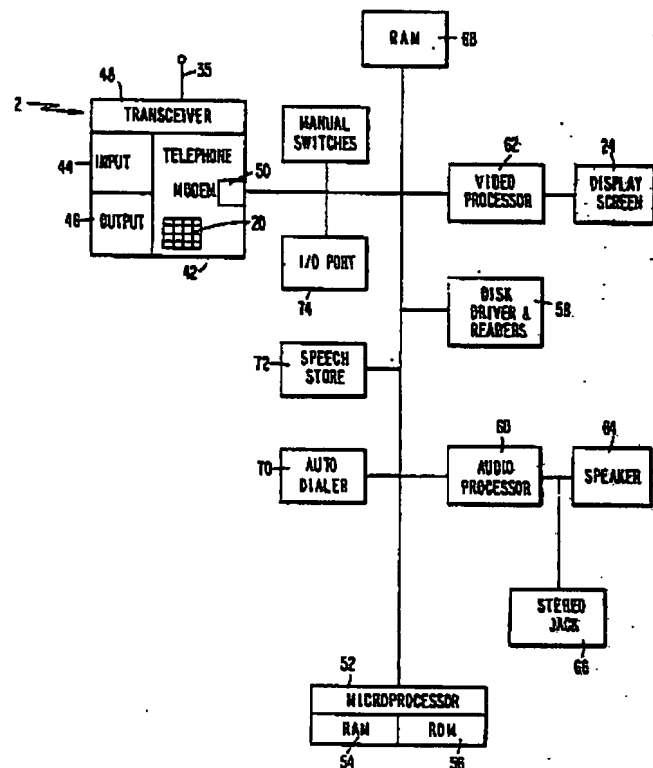 RAM
68
48
35
2
TRANSCEIVER
MANUAL
SWITCHES
44
INPUT
TELEPHONE
MODEM
50
62
VIDEO
PROCESSOR
24
DISPLAY
SCREEN
46
OUTPUT
20
42
I/O PORT
74
DISK
DRIVER &
READERS
58
72
SPEECH
STORE
70
AUTO
DIALER
60
AUDIO
PROCESSOR
64
SPEAKER
STEREO
JACK
66
52
MICROPROCESSOR
RAM
ROM
54
56